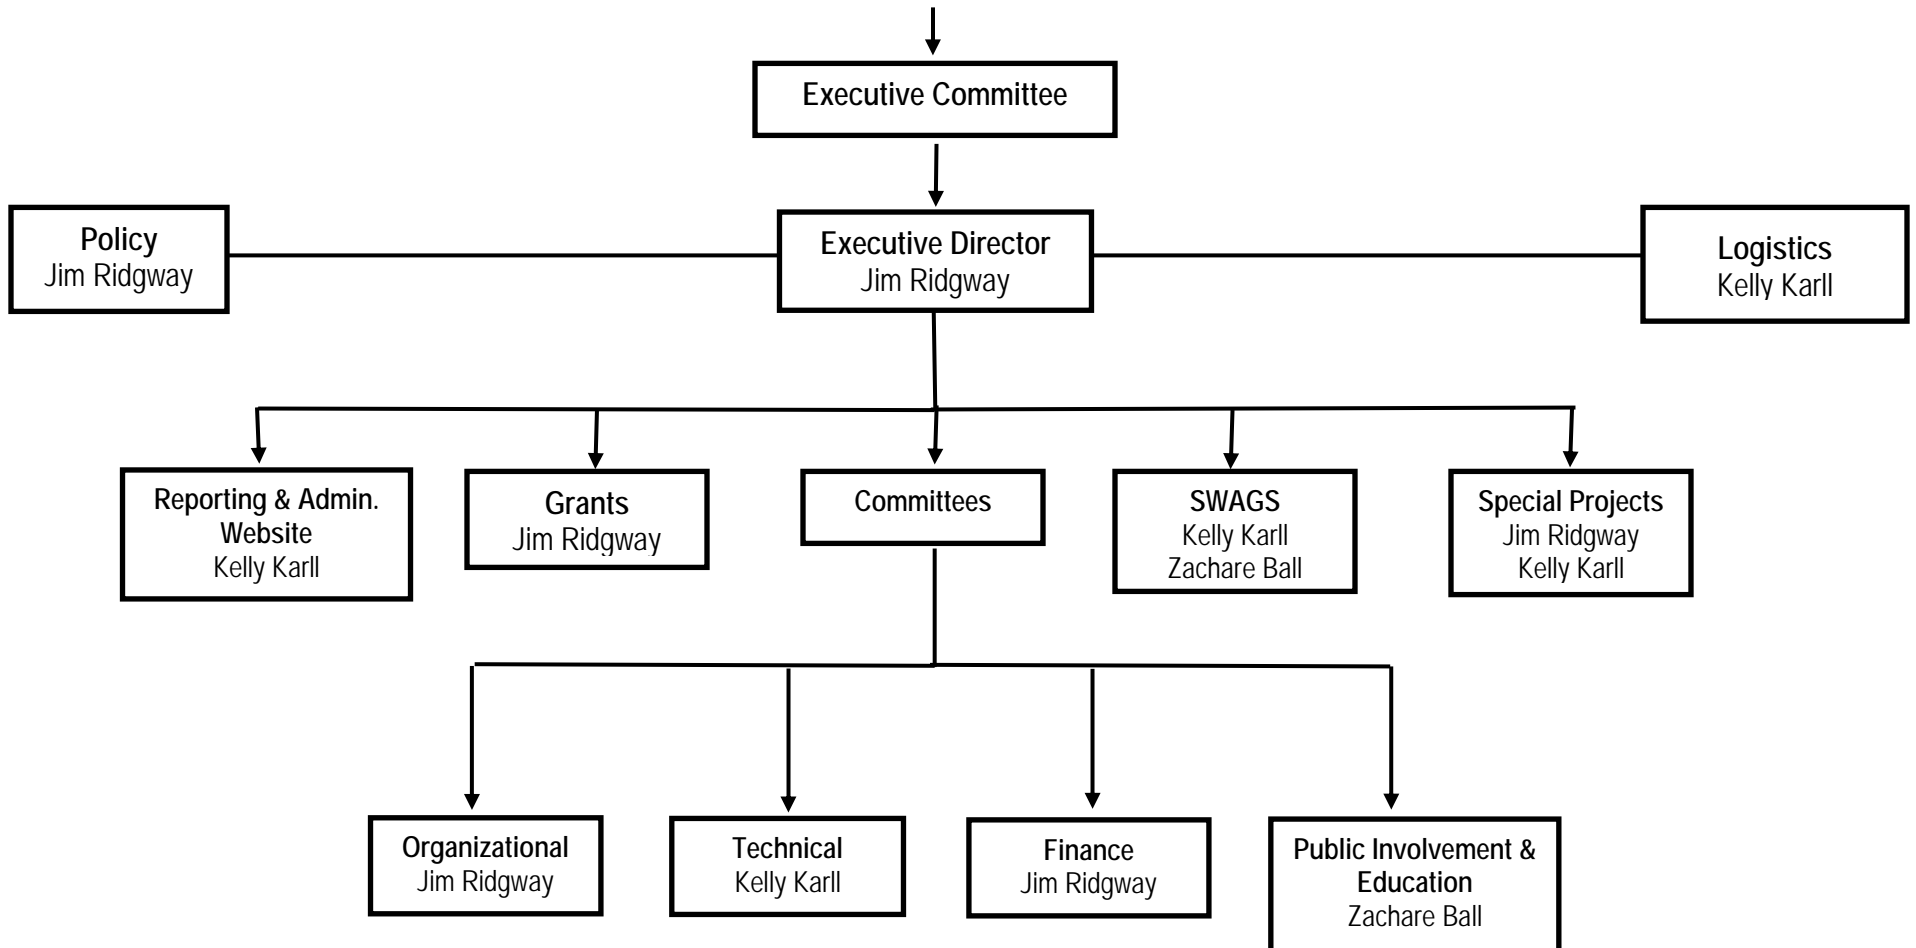 Executive Committee
Policy
Jim Ridgway
Executive Director
Jim Ridgway
Logistics
Kelly Karll
Reporting & Admin.
Website
Kelly Karll
Grants
Jim Ridgway
Committees
SWAGS
Kelly Karll
Zachare Ball
Special Projects
Jim Ridgway
Kelly Karll
Organizational
Jim Ridgway
Technical
Kelly Karll
Finance
Jim Ridgway
Public Involvement &
Education
Zachare Ball